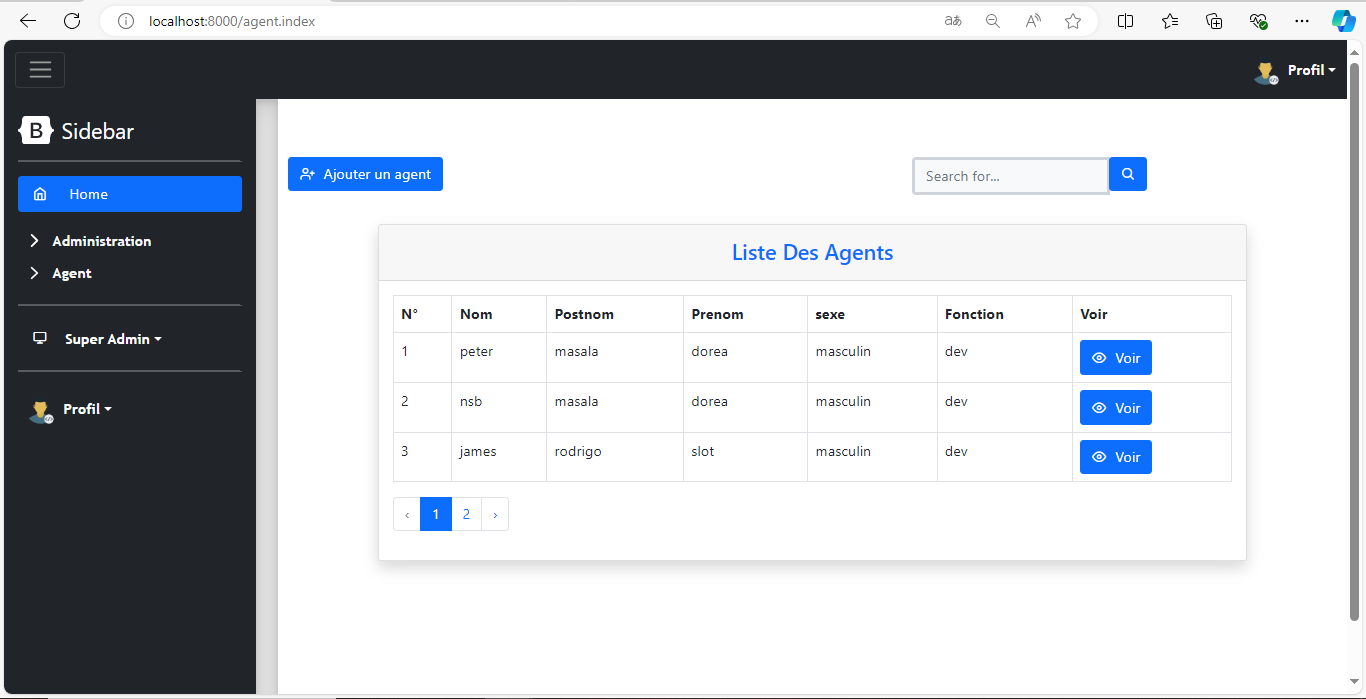 localhost:8000/agent.index
Profil
B Sidebar
Home
Administration
Agent
Super Admin
Profil
Ajouter un agent
Search for...
Liste Des Agents
N° Nom Postnom Prenom sexe Fonction Voir
1 peter masala dorea masculin dev Voir
2 nsb masala dorea masculin dev Voir
3 james rodrigo slot masculin dev Voir
‹ 1 2 ›